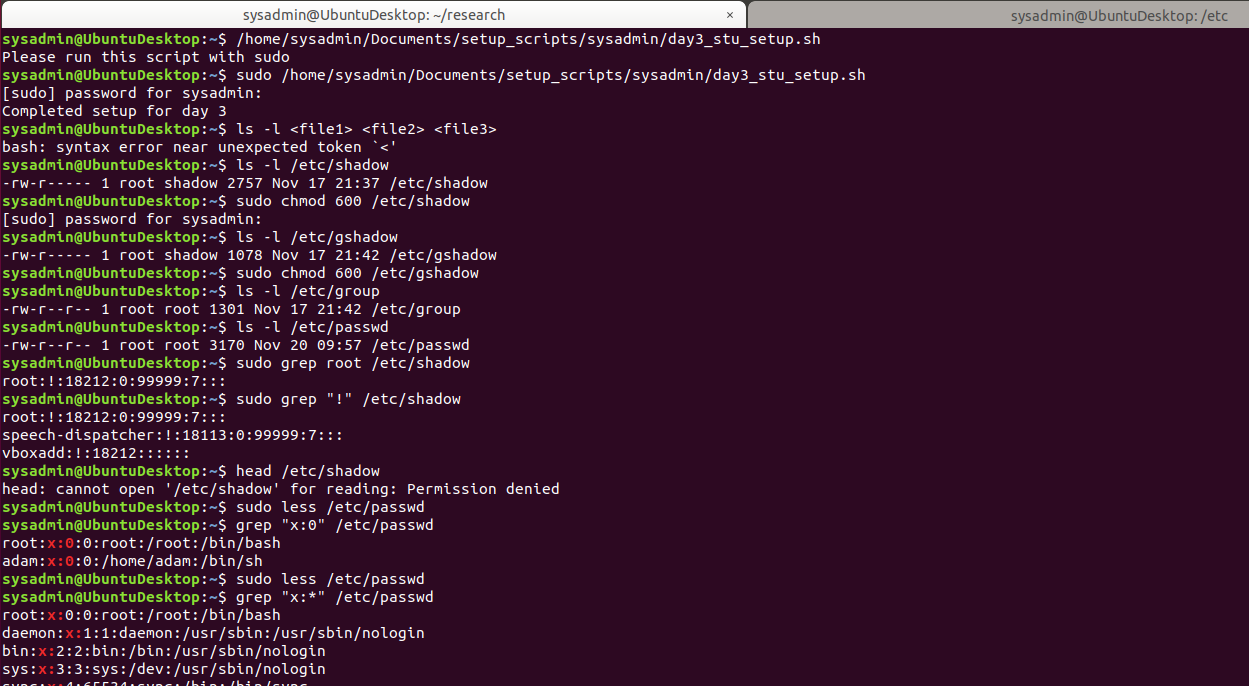 sysadmin@UbuntuDesktop: ~/research × sysadmin@UbuntuDesktop: /etc
sysadmin@UbuntuDesktop:~$ /home/sysadmin/Documents/setup_scripts/sysadmin/day3_stu_setup.sh
Please run this script with sudo
sysadmin@UbuntuDesktop:~$ sudo /home/sysadmin/Documents/setup_scripts/sysadmin/day3_stu_setup.sh
[sudo] password for sysadmin:
Completed setup for day 3
sysadmin@UbuntuDesktop:~$ ls -l <file1> <file2> <file3>
bash: syntax error near unexpected token `<'
sysadmin@UbuntuDesktop:~$ ls -l /etc/shadow
-rw-r----- 1 root shadow 2757 Nov 17 21:37 /etc/shadow
sysadmin@UbuntuDesktop:~$ sudo chmod 600 /etc/shadow
[sudo] password for sysadmin:
sysadmin@UbuntuDesktop:~$ ls -l /etc/gshadow
-rw-r----- 1 root shadow 1078 Nov 17 21:42 /etc/gshadow
sysadmin@UbuntuDesktop:~$ sudo chmod 600 /etc/gshadow
sysadmin@UbuntuDesktop:~$ ls -l /etc/group
-rw-r--r-- 1 root root 1301 Nov 17 21:42 /etc/group
sysadmin@UbuntuDesktop:~$ ls -l /etc/passwd
-rw-r--r-- 1 root root 3170 Nov 20 09:57 /etc/passwd
sysadmin@UbuntuDesktop:~$ sudo grep root /etc/shadow
root:!:18212:0:99999:7:::
sysadmin@UbuntuDesktop:~$ sudo grep "!" /etc/shadow
root:!:18212:0:99999:7:::
speech-dispatcher:!:18113:0:99999:7:::
vboxadd:!:18212::::::
sysadmin@UbuntuDesktop:~$ head /etc/shadow
head: cannot open '/etc/shadow' for reading: Permission denied
sysadmin@UbuntuDesktop:~$ sudo less /etc/passwd
sysadmin@UbuntuDesktop:~$ grep "x:0" /etc/passwd
root:x:0:0:root:/root:/bin/bash
adam:x:0:0:/home/adam:/bin/sh
sysadmin@UbuntuDesktop:~$ sudo less /etc/passwd
sysadmin@UbuntuDesktop:~$ grep "x:*" /etc/passwd
root:x:0:0:root:/root:/bin/bash
daemon:x:1:1:daemon:/usr/sbin:/usr/sbin/nologin
bin:x:2:2:bin:/bin:/usr/sbin/nologin
sys:x:3:3:sys:/dev:/usr/sbin/nologin
sync:x:4:65534:sync:/bin:/bin/sync